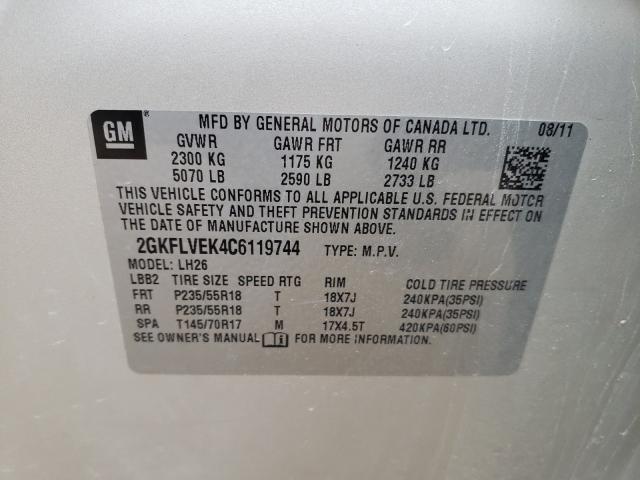 GM ®
MFD BY GENERAL MOTORS OF CANADA LTD. 08/11
GVWR GAWR FRT GAWR RR
2300 KG 1175 KG 1240 KG
5070 LB 2590 LB 2733 LB
THIS VEHICLE CONFORMS TO ALL APPLICABLE U.S. FEDERAL MOTOR
VEHICLE SAFETY AND THEFT PREVENTION STANDARDS IN EFFECT ON
THE DATE OF MANUFACTURE SHOWN ABOVE.
2GKFLVEK4C6119744 TYPE: M.P.V.
MODEL: LH26
LBB2 TIRE SIZE SPEED RTG RIM COLD TIRE PRESSURE
FRT P235/55R18 T 18X7J 240KPA(35PSI)
RR P235/55R18 T 18X7J 240KPA(35PSI)
SPA T145/70R17 M 17X4.5T 420KPA(60PSI)
SEE OWNER'S MANUAL FOR MORE INFORMATION.